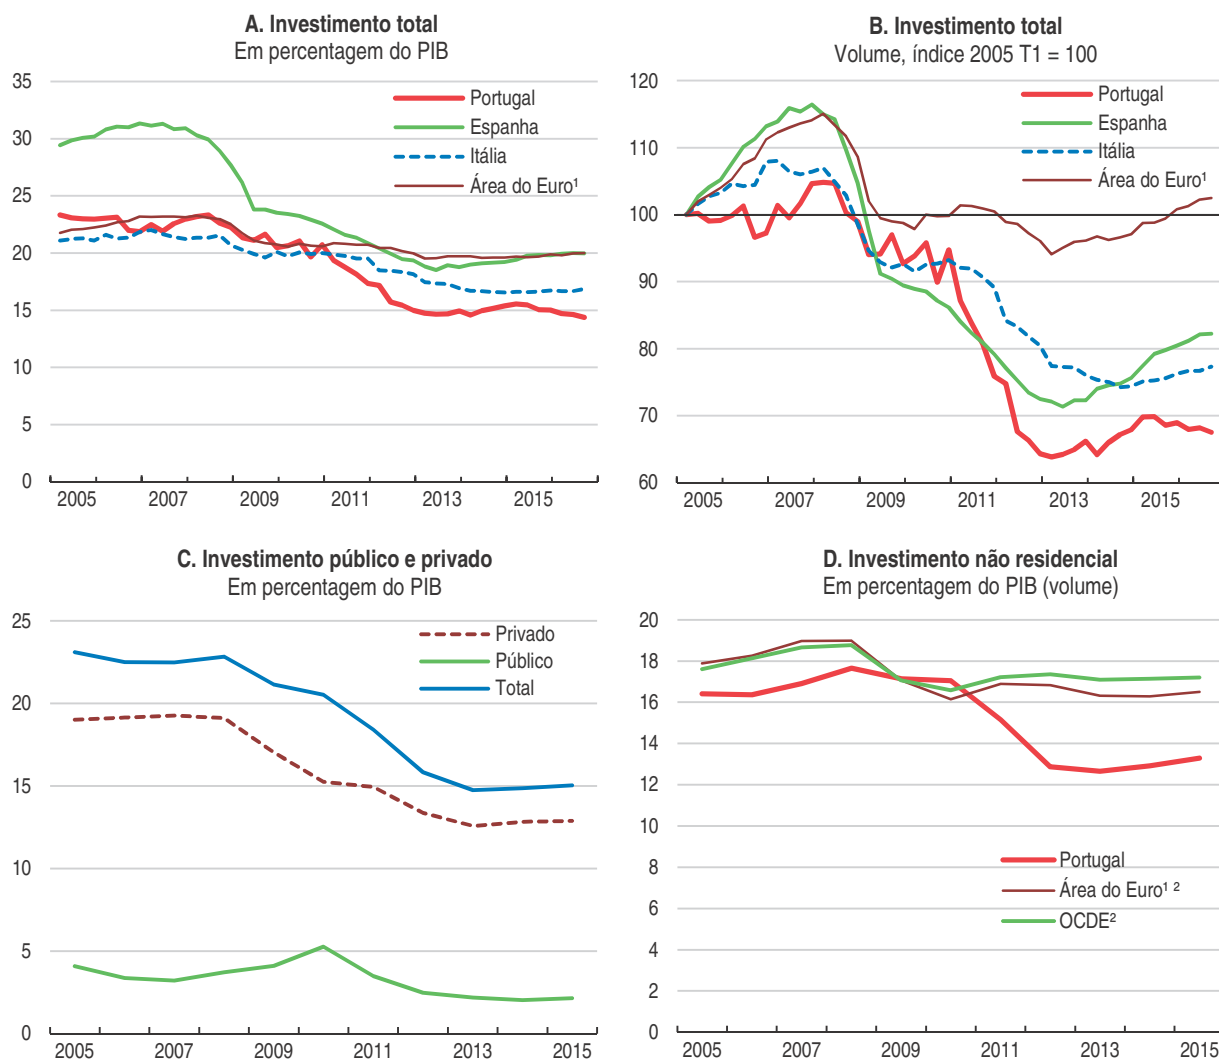 A. Investimento total
Em percentagem do PIB
35
30
25
20
15
10
5
0
Portugal
Espanha
Itália
Área do Euro¹
2005 2007 2009 2011 2013 2015
B. Investimento total
Volume, índice 2005 T1 = 100
120
110
100
90
80
70
60
Portugal
Espanha
Itália
Área do Euro¹
2005 2007 2009 2011 2013 2015
C. Investimento público e privado
Em percentagem do PIB
25
20
15
10
5
0
Privado
Público
Total
2005 2007 2009 2011 2013 2015
D. Investimento não residencial
Em percentagem do PIB (volume)
20
18
16
14
12
10
8
6
4
2
0
Portugal
Área do Euro¹ ²
OCDE²
2005 2007 2009 2011 2013 2015